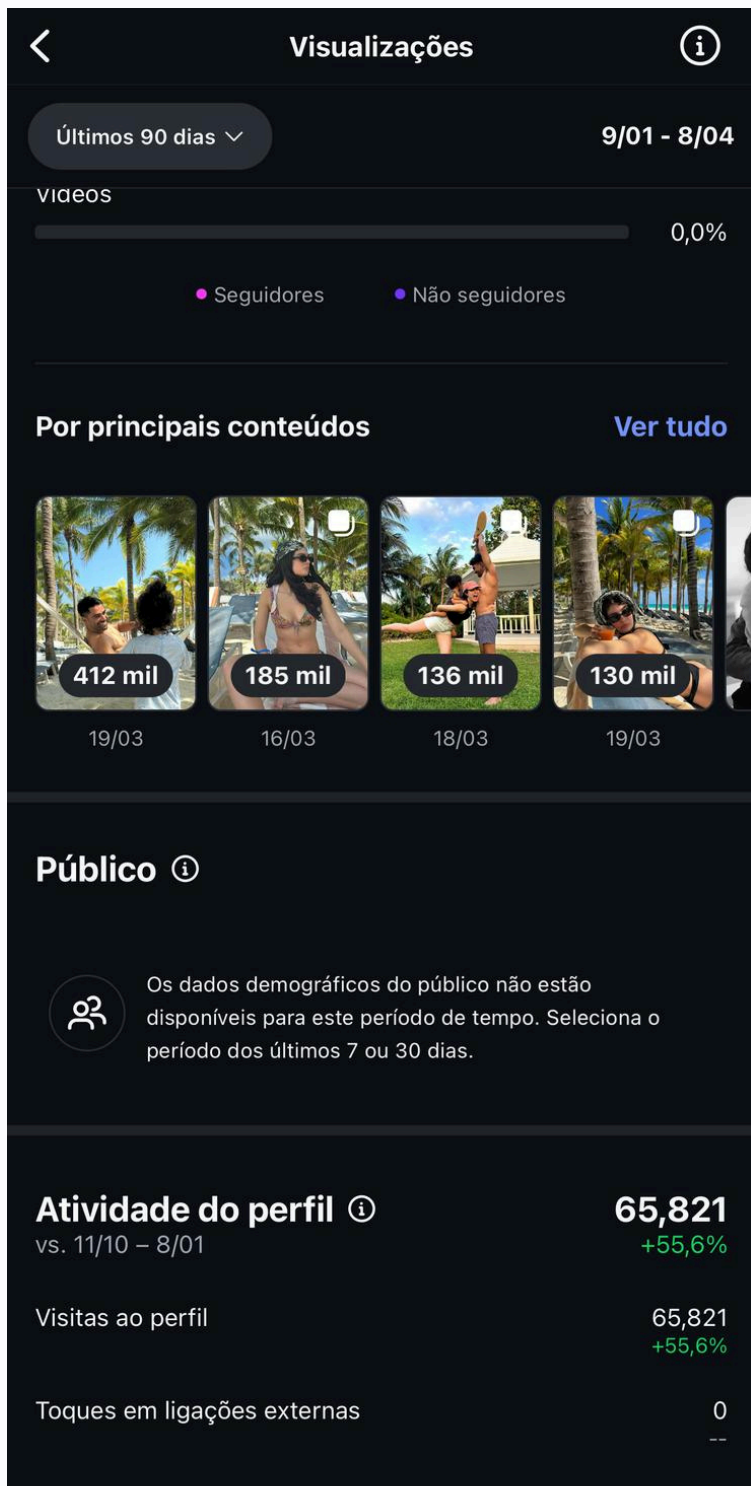 Visualizações
Últimos 90 dias
9/01 - 8/04
Vídeos
0,0%
Seguidores
Não seguidores
Por principais conteúdos
Ver tudo
412 mil
185 mil
136 mil
130 mil
19/03
16/03
18/03
19/03
Público
Os dados demográficos do público não estão
disponíveis para este período de tempo. Seleciona o
período dos últimos 7 ou 30 dias.
Atividade do perfil
65,821
vs. 11/10 – 8/01
+55,6%
Visitas ao perfil
65,821
+55,6%
Toques em ligações externas
0
--